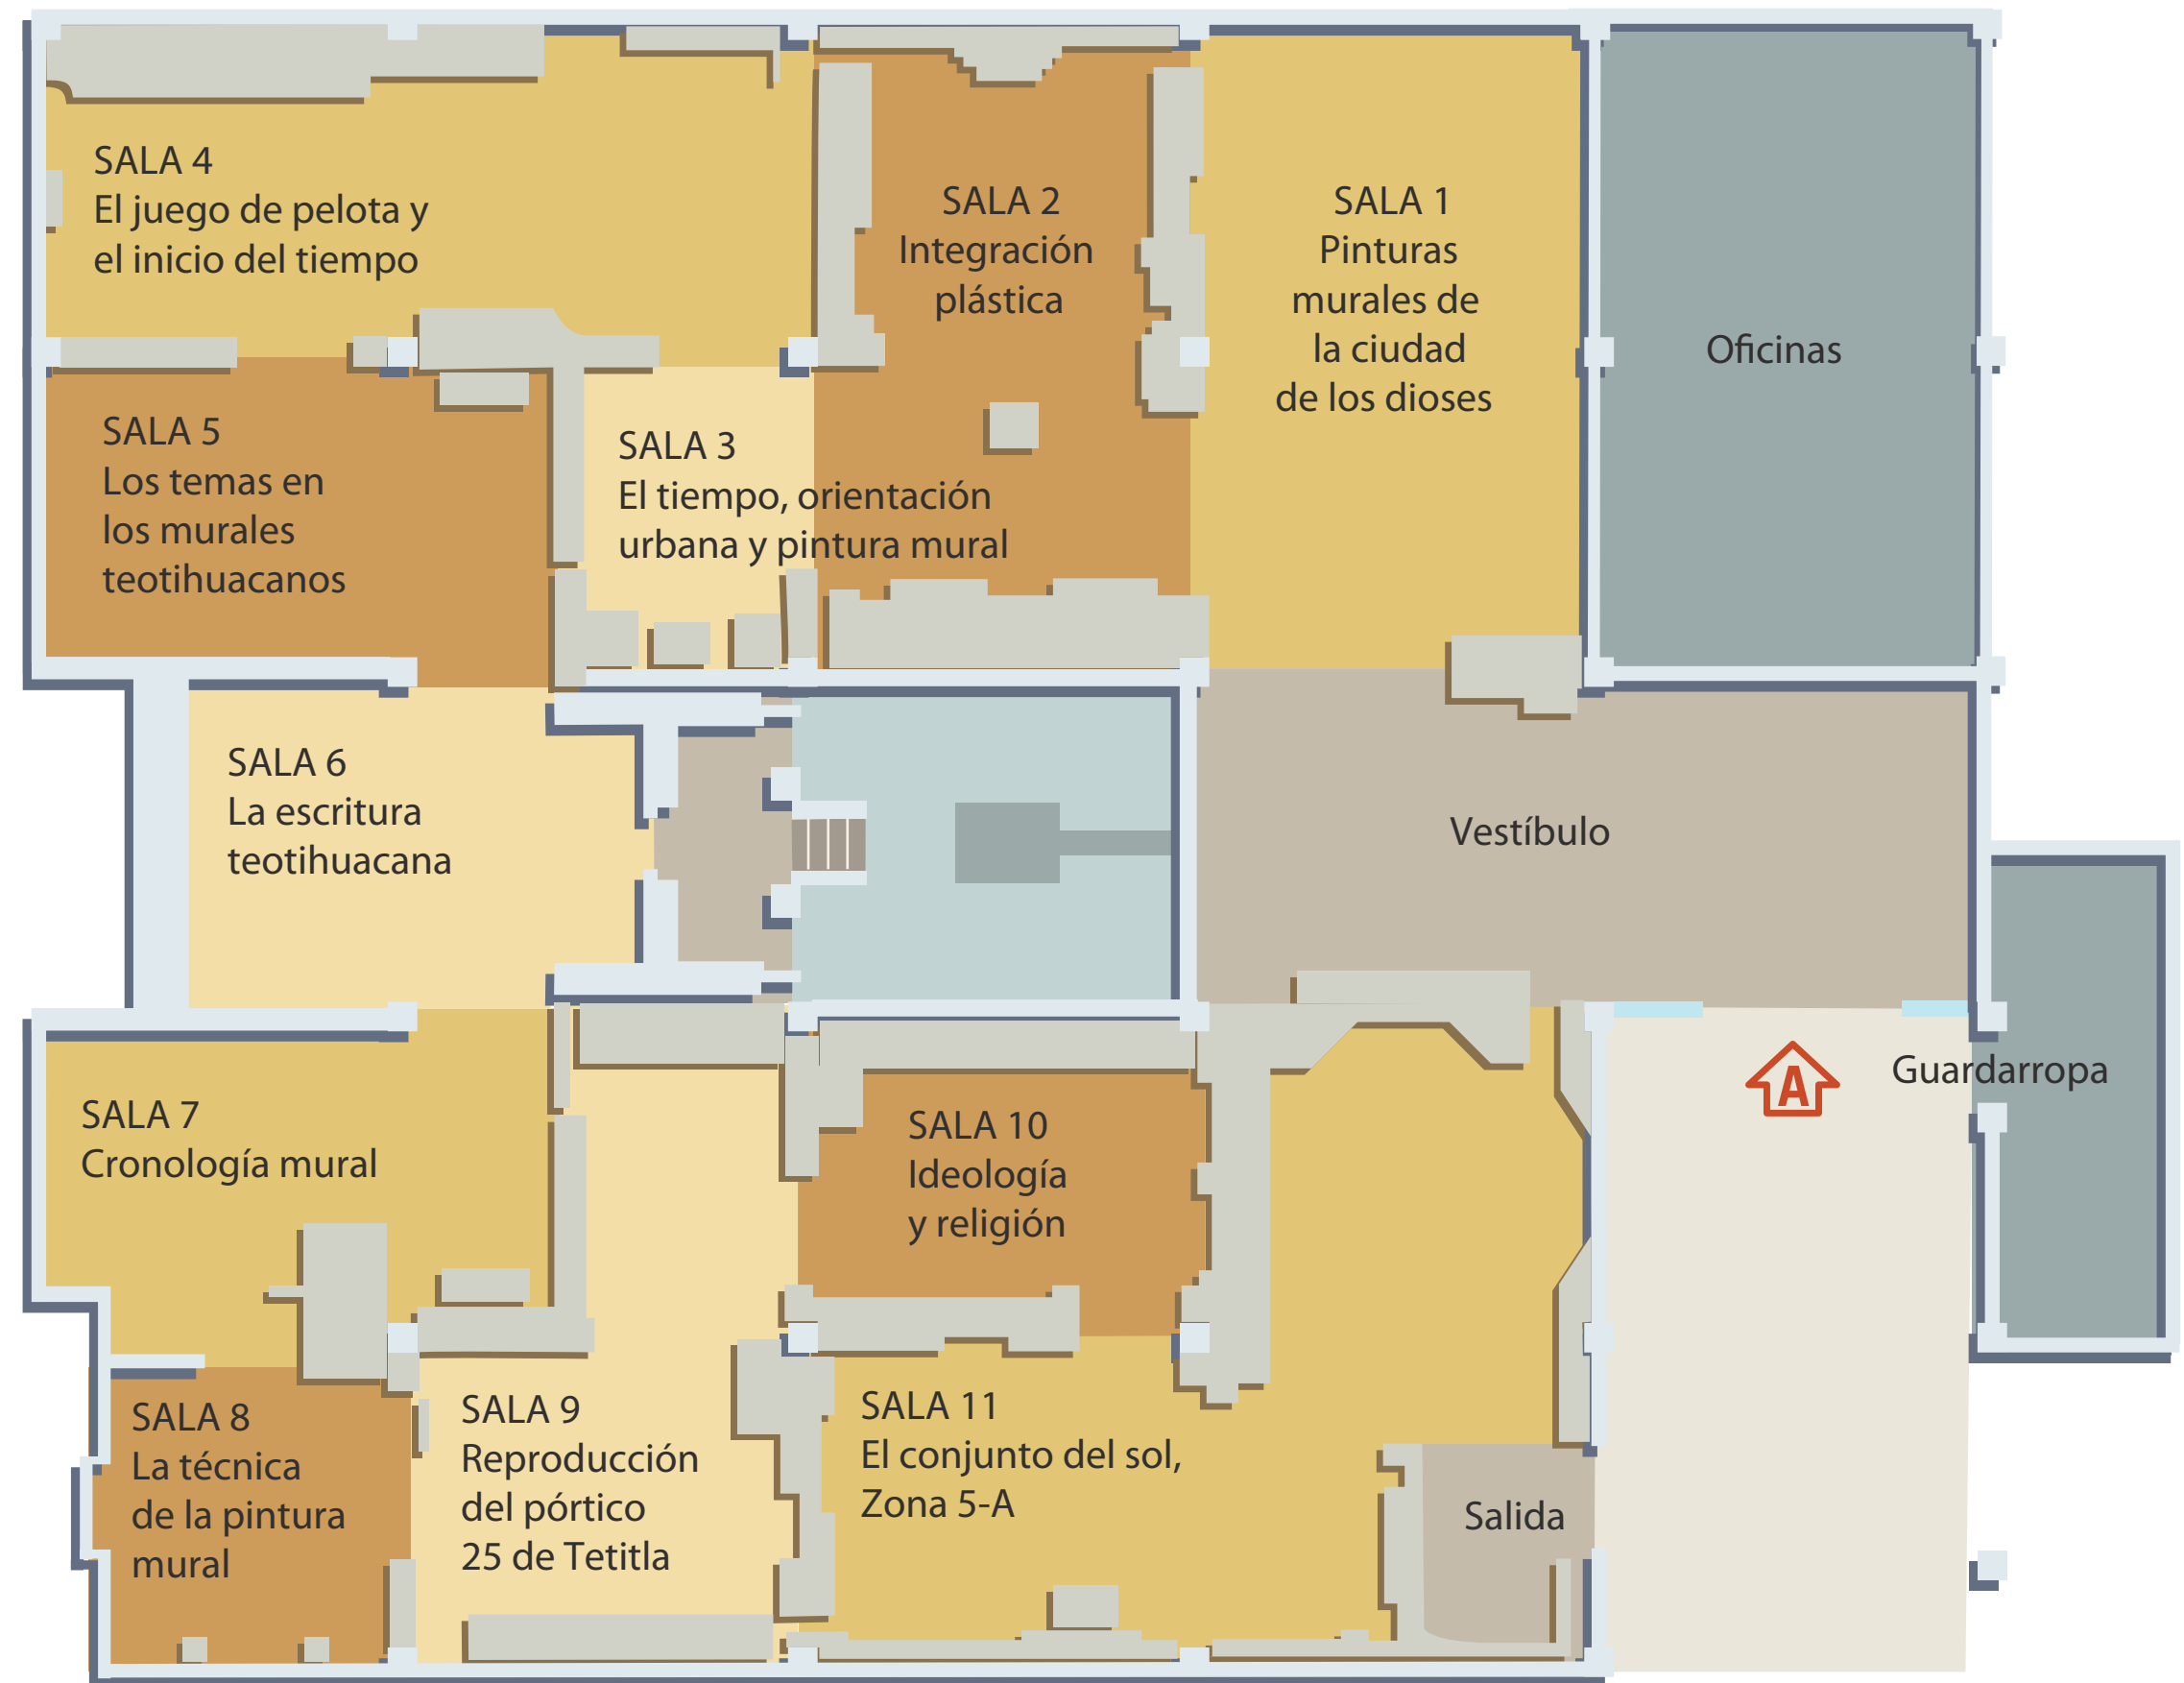 SALA 4
El juego de pelota y
el inicio del tiempo
SALA 2
Integración
plástica
SALA 1
Pinturas
murales de
la ciudad
de los dioses
Oficinas
SALA 5
Los temas en
los murales
teotihuacanos
SALA 3
El tiempo, orientación
urbana y pintura mural
SALA 6
La escritura
teotihuacana
Vestíbulo
SALA 7
Cronología mural
SALA 10
Ideología
y religión
A
Guardarropa
SALA 8
La técnica
de la pintura
mural
SALA 9
Reproducción
del pórtico
25 de Tetitla
SALA 11
El conjunto del sol,
Zona 5-A
Salida